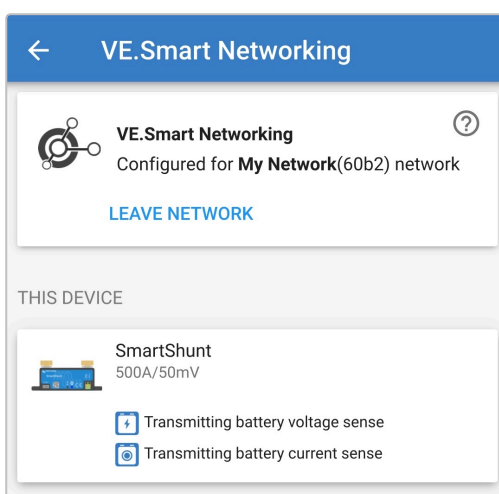 VE.Smart Networking
VE.Smart Networking
Configured for My Network(60b2) network
LEAVE NETWORK
THIS DEVICE
SmartShunt
500A/50mV
Transmitting battery voltage sense
Transmitting battery current sense